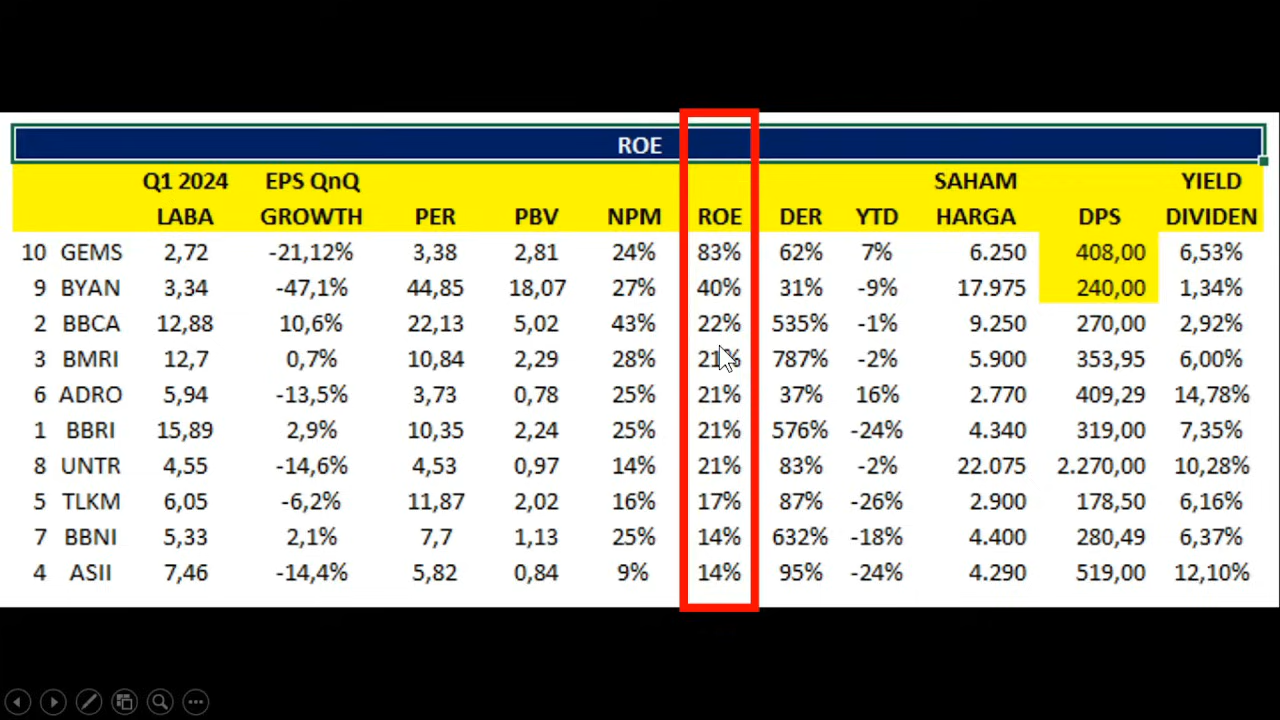 ROE
Q1 2024 EPS QnQ SAHAM YIELD
LABA GROWTH PER PBV NPM ROE DER YTD HARGA DPS DIVIDEN
10 GEMS 2,72 -21,12% 3,38 2,81 24% 83% 62% 7% 6.250 408,00 6,53%
9 BYAN 3,34 -47,1% 44,85 18,07 27% 40% 31% -9% 17.975 240,00 1,34%
2 BBCA 12,88 10,6% 22,13 5,02 43% 22% 535% -1% 9.250 270,00 2,92%
3 BMRI 12,7 0,7% 10,84 2,29 28% 21% 787% -2% 5.900 353,95 6,00%
6 ADRO 5,94 -13,5% 3,73 0,78 25% 21% 37% 16% 2.770 409,29 14,78%
1 BBRI 15,89 2,9% 10,35 2,24 25% 21% 576% -24% 4.340 319,00 7,35%
8 UNTR 4,55 -14,6% 4,53 0,97 14% 21% 83% -2% 22.075 2.270,00 10,28%
5 TLKM 6,05 -6,2% 11,87 2,02 16% 17% 87% -26% 2.900 178,50 6,16%
7 BBNI 5,33 2,1% 7,7 1,13 25% 14% 632% -18% 4.400 280,49 6,37%
4 ASII 7,46 -14,4% 5,82 0,84 9% 14% 95% -24% 4.290 519,00 12,10%